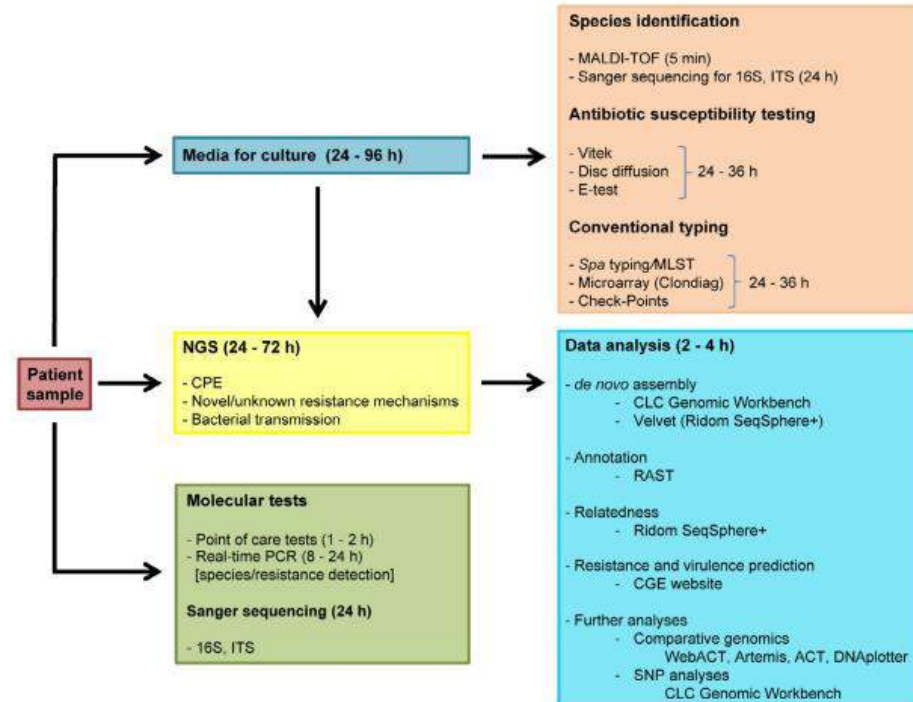 Patient
sample
Media for culture (24 - 96 h)
Species identification
- MALDI-TOF (5 min)
- Sanger sequencing for 16S, ITS (24 h)
Antibiotic susceptibility testing
- Vitek
- Disc diffusion
- E-test
24 - 36 h
Conventional typing
- Spa typing/MLST
- Microarray (Clondiag)
- Check-Points
24 - 36 h
NGS (24 - 72 h)
- CPE
- Novel/unknown resistance mechanisms
- Bacterial transmission
Data analysis (2 - 4 h)
- de novo assembly
- CLC Genomic Workbench
- Velvet (Ridom SeqSphere+)
- Annotation
- RAST
- Relatedness
- Ridom SeqSphere+
- Resistance and virulence prediction
- CGE website
- Further analyses
- Comparative genomics
WebACT, Artemis, ACT, DNAplotter
- SNP analyses
CLC Genomic Workbench
Molecular tests
- Point of care tests (1 - 2 h)
- Real-time PCR (8 - 24 h)
[species/resistance detection]
Sanger sequencing (24 h)
- 16S, ITS